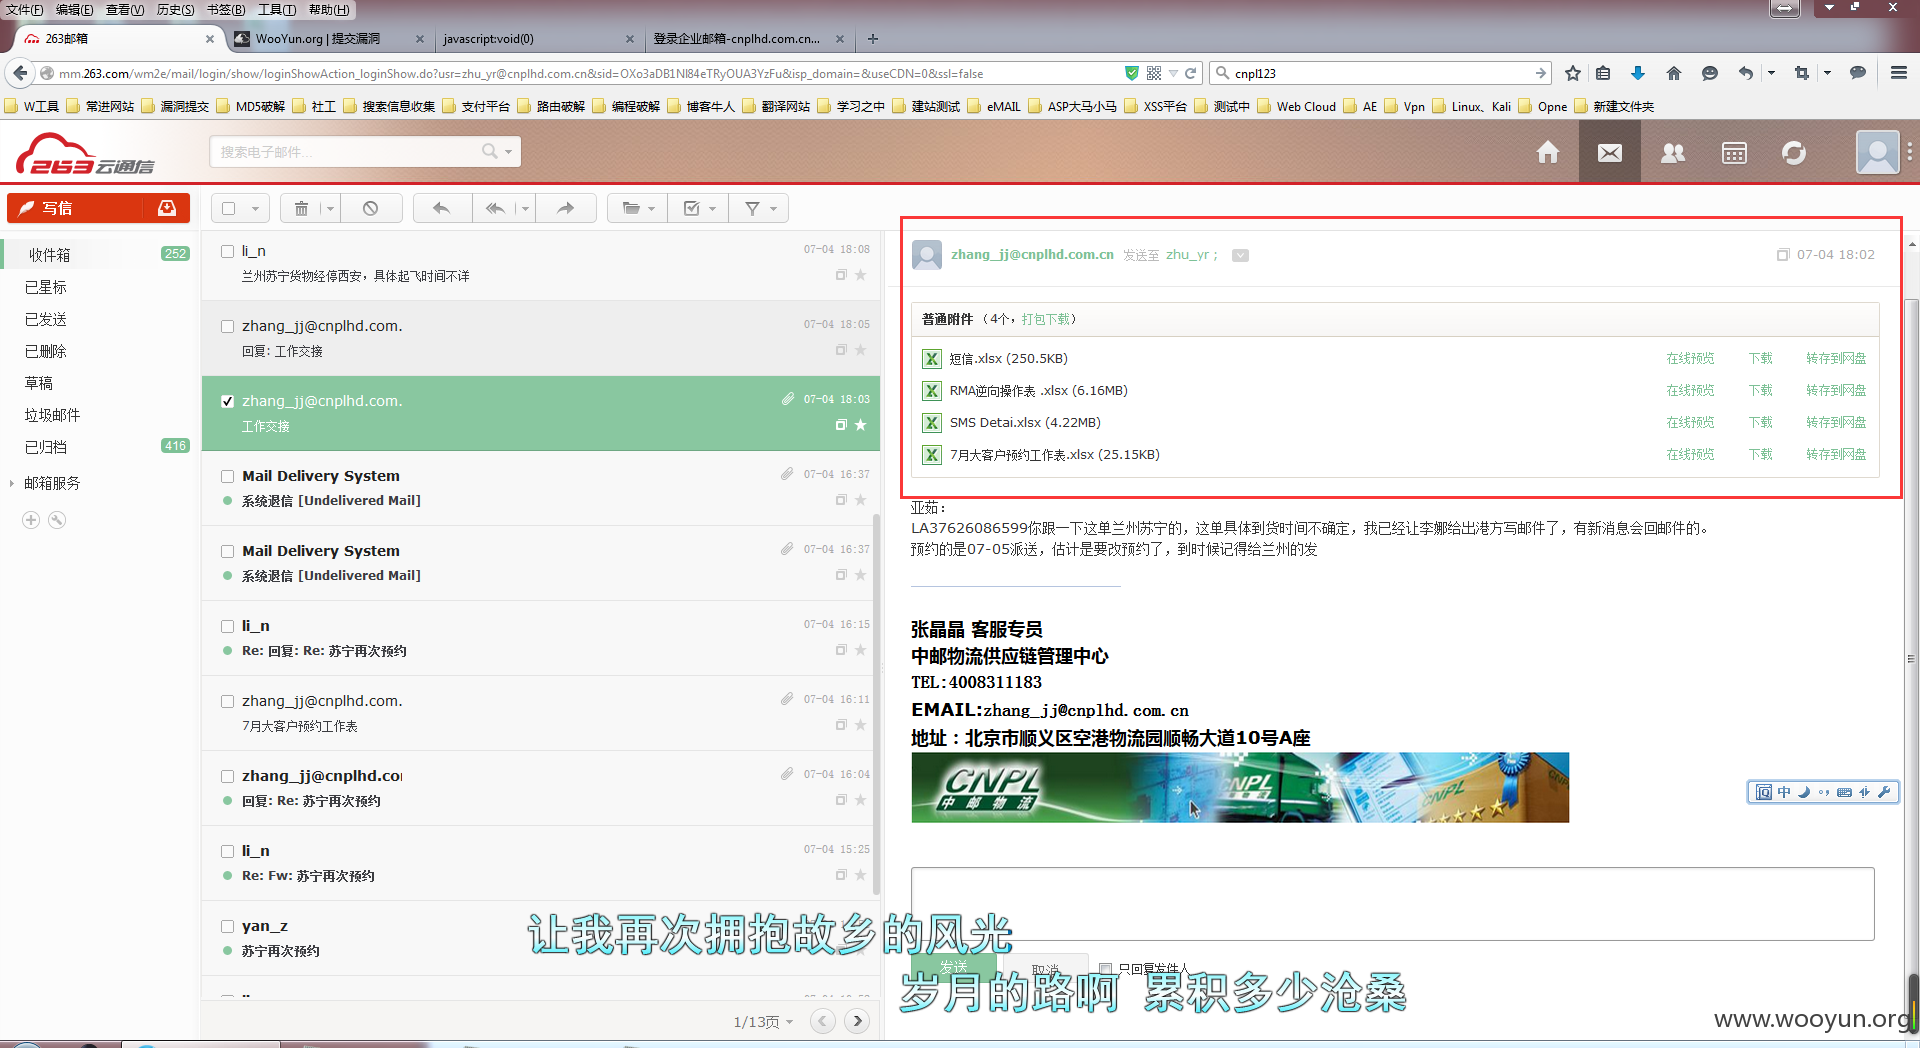 文件(F) 编辑(E) 查看(V) 历史(S) 书签(B) 工具(T) 帮助(H)
263邮箱 WooYun.org | 提交漏洞 javascript:void(0) 登录企业邮箱-cnplhd.com.cn...
mm.263.com/wm2e/mail/login/show/loginShowAction_loginShow.do?usr=zhu_yr@cnplhd.com.cn&sid=OXo3aDB1Nl84eTRyOUA3YzFu&isp_domain=&useCDN=0&ssl=false cnpl123
W工具 常进网站 漏洞提交 MD5破解 社工 搜索信息收集 支付平台 路由破解 编程破解 博客牛人 翻译网站 学习之中 建站测试 eMAIL ASP大马小马 XSS平台 测试中 Web Cloud AE Vpn Linux、Kali Opne 新建文件夹
263云通信 搜索电子邮件...
写信
收件箱 252
已星标
已发送
已删除
草稿
垃圾邮件
已归档 416
邮箱服务
li_n 07-04 18:08
兰州苏宁货物经停西安，具体起飞时间不详
zhang_jj@cnplhd.com. 07-04 18:05
回复: 工作交接
zhang_jj@cnplhd.com. 07-04 18:03
工作交接
Mail Delivery System 07-04 16:37
系统退信 [Undelivered Mail]
Mail Delivery System 07-04 16:37
系统退信 [Undelivered Mail]
li_n 07-04 16:15
Re: 回复: Re: 苏宁再次预约
zhang_jj@cnplhd.com. 07-04 16:11
7月大客户预约工作表
zhang_jj@cnplhd.co 07-04 16:04
回复: Re: 苏宁再次预约
li_n 07-04 15:25
Re: Fw: 苏宁再次预约
yan_z
苏宁再次预约
1/13页
zhang_jj@cnplhd.com.cn 发送至 zhu_yr ; 07-04 18:02
普通附件 （4个，打包下载）
短信.xlsx (250.5KB) 在线预览 下载 转存到网盘
RMA逆向操作表 .xlsx (6.16MB) 在线预览 下载 转存到网盘
SMS Detai.xlsx (4.22MB) 在线预览 下载 转存到网盘
7月大客户预约工作表.xlsx (25.15KB) 在线预览 下载 转存到网盘
亚茹：
LA37626086599你跟一下这单兰州苏宁的，这单具体到货时间不确定，我已经让李娜给出港方写邮件了，有新消息会回邮件的。
预约的是07-05派送，估计是要改预约了，到时候记得给兰州的发
张晶晶 客服专员
中邮物流供应链管理中心
TEL:4008311183
EMAIL:zhang_jj@cnplhd.com.cn
地址：北京市顺义区空港物流园顺畅大道10号A座
CNPL
中邮物流
CNPL
CNPL
CNPL
中
发送 取消 只回复发件人
让我再次拥抱故乡的风光
岁月的路啊 累积多少沧桑
www.wooyun.org